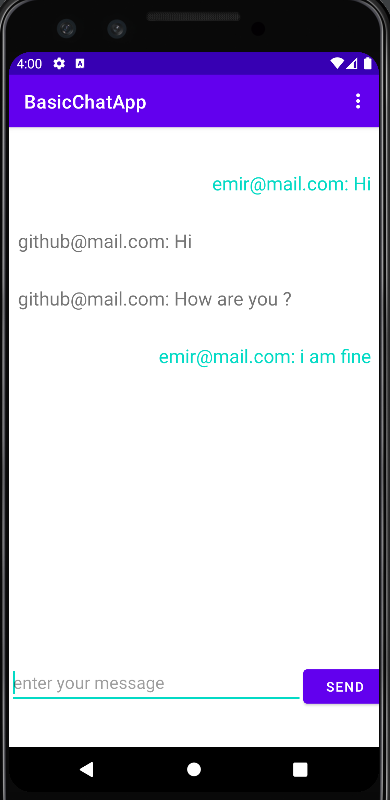 4:00
BasicChatApp
emir@mail.com: Hi
github@mail.com: Hi
github@mail.com: How are you ?
emir@mail.com: i am fine
enter your message
SEND